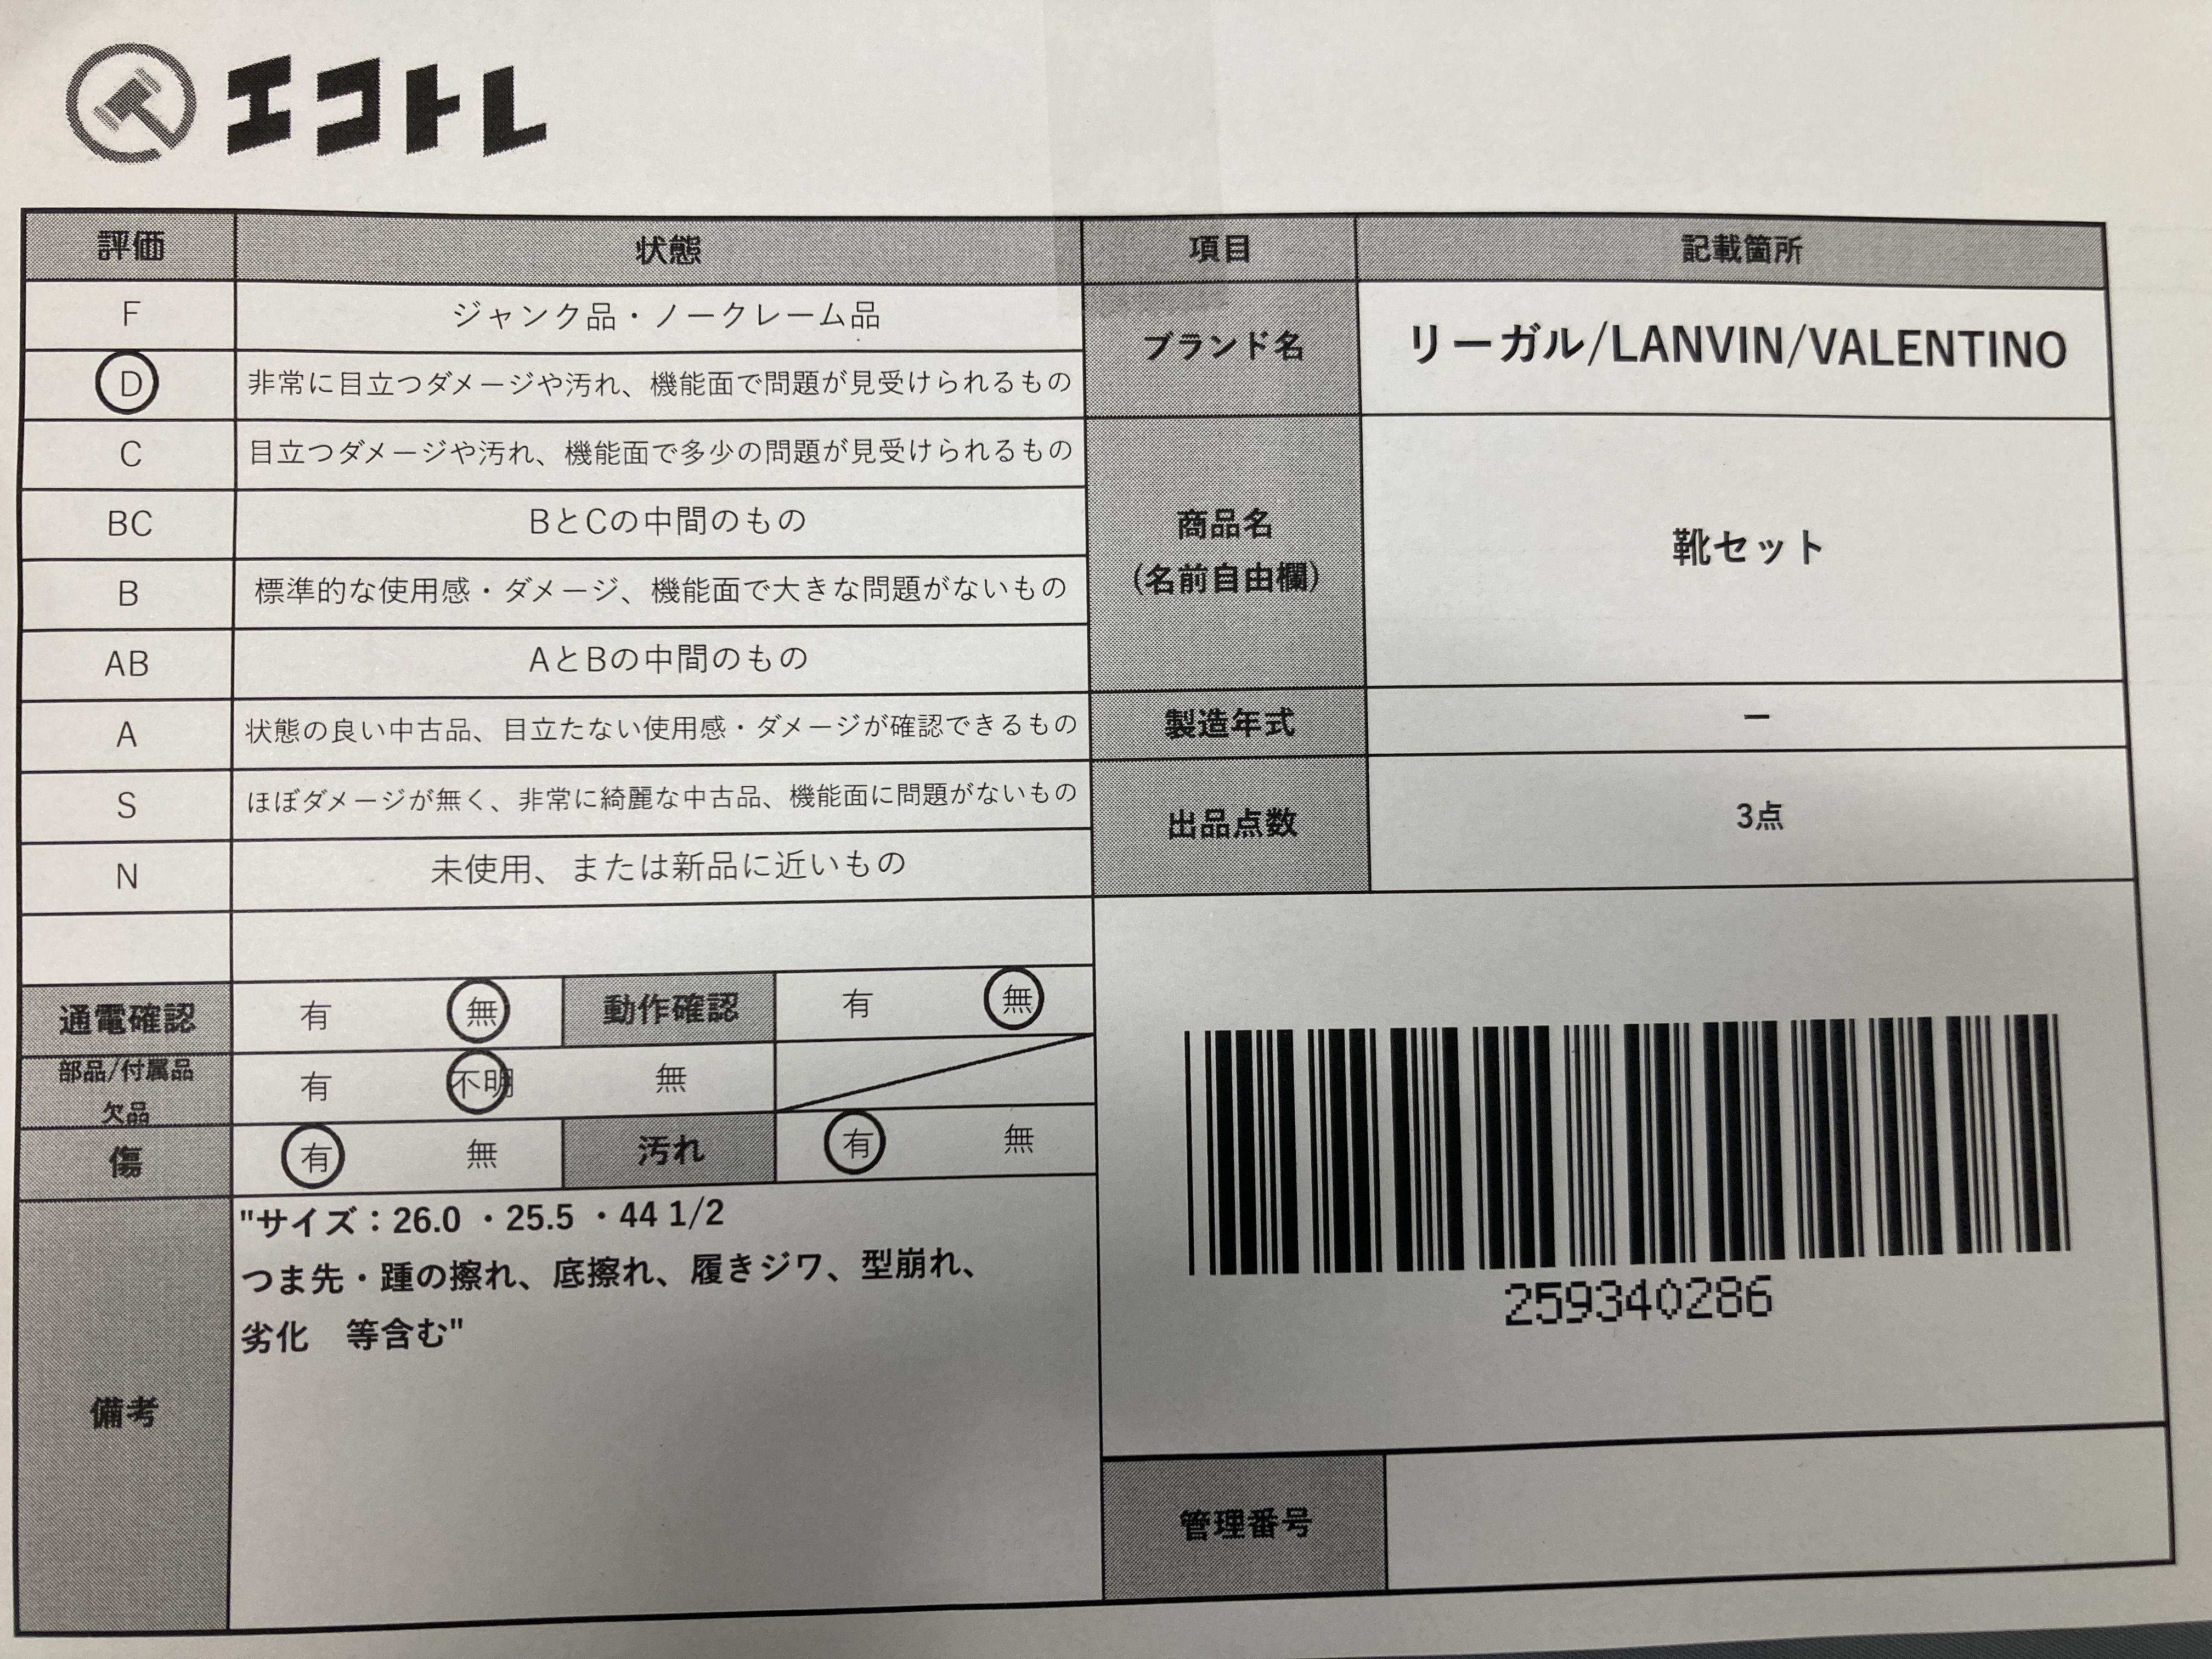 エコトレ
評価 状態 項目 記載箇所
F ジャンク品・ノークレーム品
D 非常に目立つダメージや汚れ、機能面で問題が見受けられるもの
ブランド名 リーガル/LANVIN/VALENTINO
C 目立つダメージや汚れ、機能面で多少の問題が見受けられるもの
BC BとCの中間のもの
商品名
(名前自由欄)
靴セット
B 標準的な使用感・ダメージ、機能面で大きな問題がないもの
AB AとBの中間のもの
A 状態の良い中古品、目立たない使用感・ダメージが確認できるもの
製造年式 ー
S ほぼダメージが無く、非常に綺麗な中古品、機能面に問題がないもの
出品点数 3点
N 未使用、または新品に近いもの
通電確認 有 無 動作確認 有 無
部品/付属品
欠品
有 不明 無
傷 有 無 汚れ 有 無
備考
"サイズ：26.0 ・25.5 ・44 1/2
つま先・踵の擦れ、底擦れ、履きジワ、型崩れ、
劣化　等含む"
259340286
管理番号